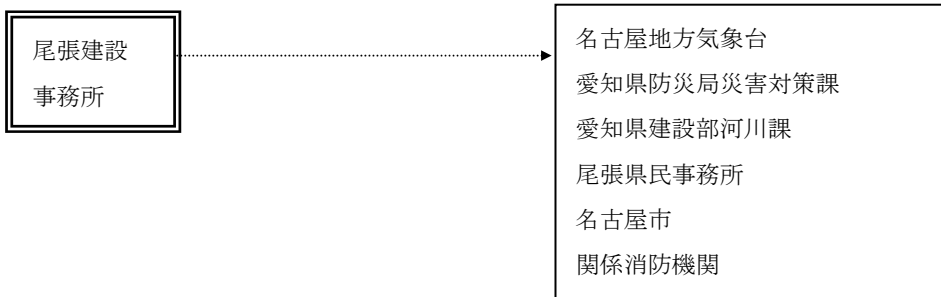 尾張建設
事務所
名古屋地方気象台
愛知県防災局災害対策課
愛知県建設部河川課
尾張県民事務所
名古屋市
関係消防機関